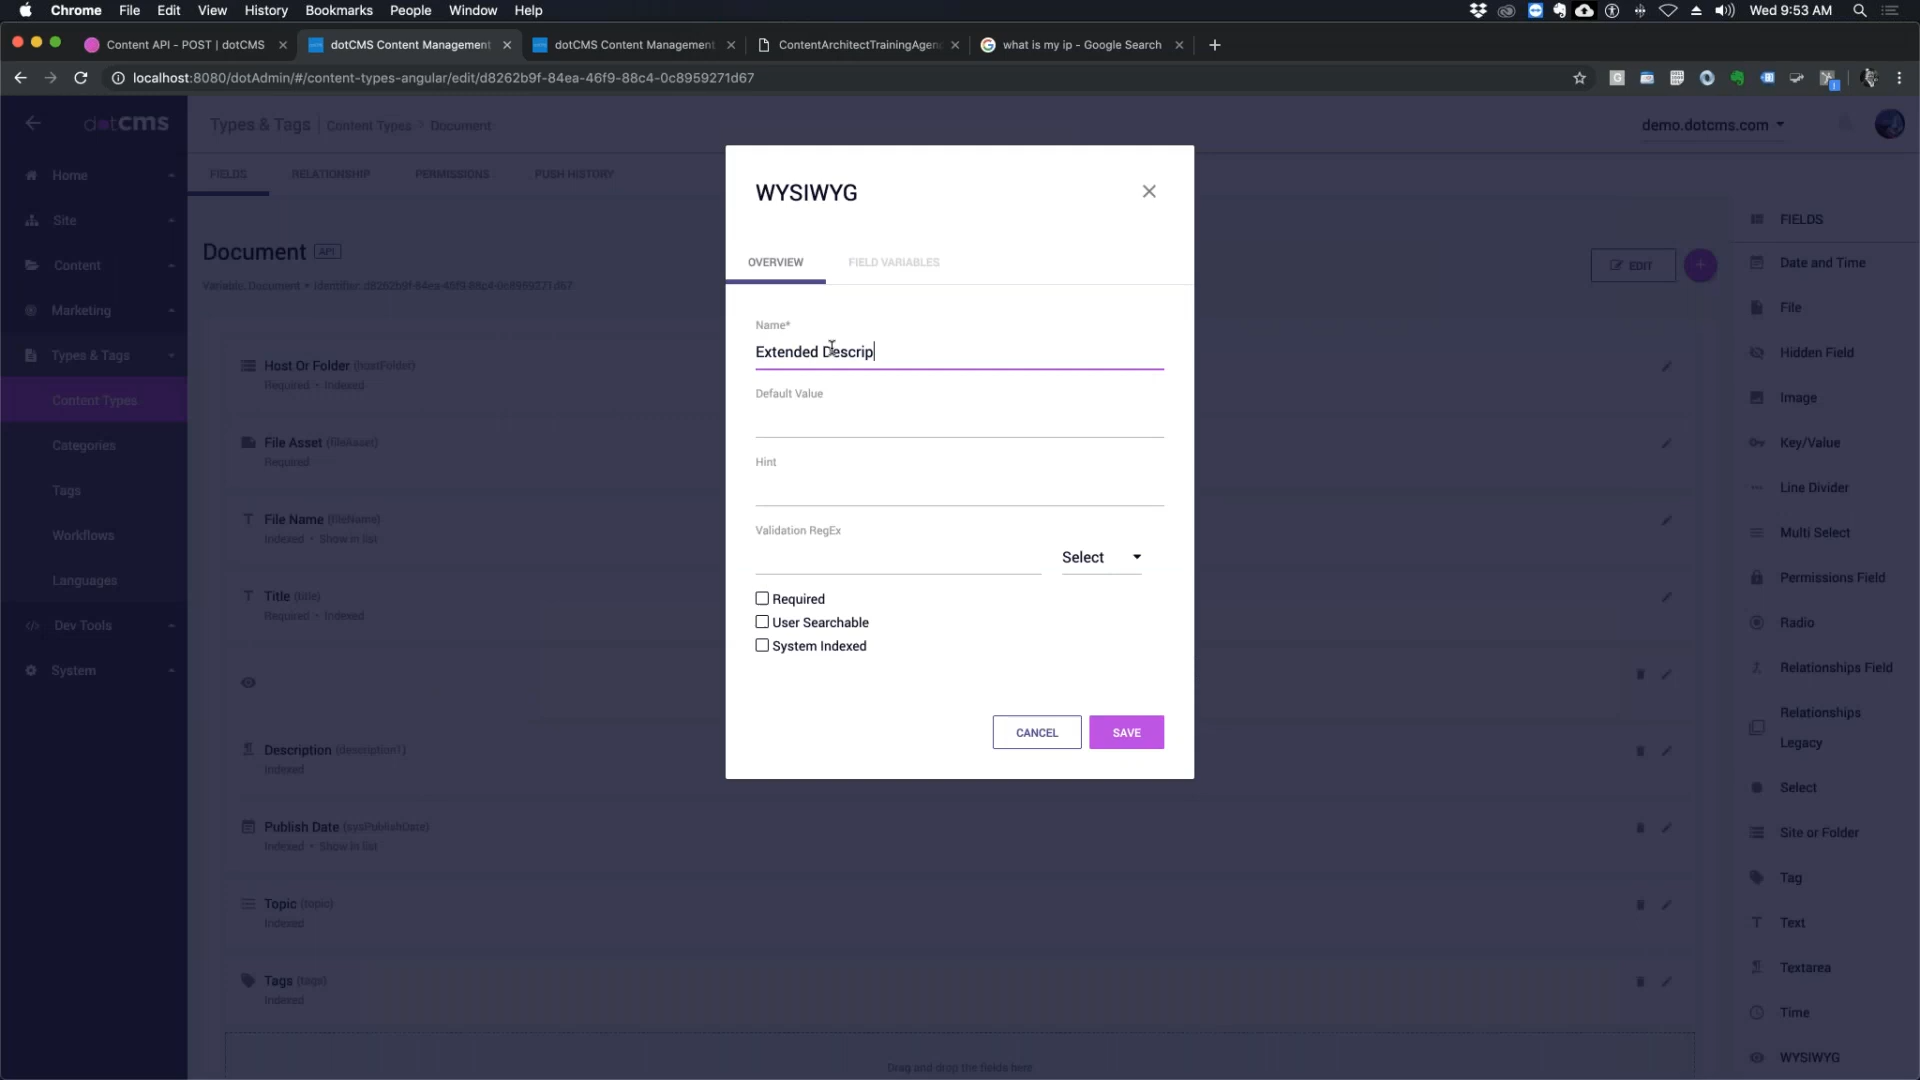 Chrome File Edit View History Bookmarks People Window Help Wed 9:53 AM
Content API - POST | dotCMS dotCMS Content Management dotCMS Content Management ContentArchitectTrainingAgen what is my ip - Google Search
localhost:8080/dotAdmin/#/content-types-angular/edit/d8262b9f-84ea-46f9-88c4-0c8959271d67
dotCMS Types & Tags Content Types > Document demo.dotcms.com
Home
Site
Content
Marketing
Types & Tags
Content Types
Categories
Tags
Workflows
Languages
Dev Tools
System
FIELDS RELATIONSHIP PERMISSIONS PUSH HISTORY
Document API
EDIT
Variable: Document • Identifier: d8262b9f-84ea-46f9-88c4-0c8959271d67
Host Or Folder (hostFolder)
Required • Indexed
File Asset (fileAsset)
Required
File Name (fileName)
Indexed • Show in list
Title (title)
Required • Indexed
Description (description1)
Indexed
Publish Date (sysPublishDate)
Indexed • Show in list
Topic (topic)
Indexed
Tags (tags)
Indexed
Drag and drop the fields here
WYSIWYG
OVERVIEW FIELD VARIABLES
Name*
Extended Descrip
Default Value
Hint
Validation RegEx
Select
Required
User Searchable
System Indexed
CANCEL SAVE
FIELDS
Date and Time
File
Hidden Field
Image
Key/Value
Line Divider
Multi Select
Permissions Field
Radio
Relationships Field
Relationships
Legacy
Select
Site or Folder
Tag
Text
Textarea
Time
WYSIWYG